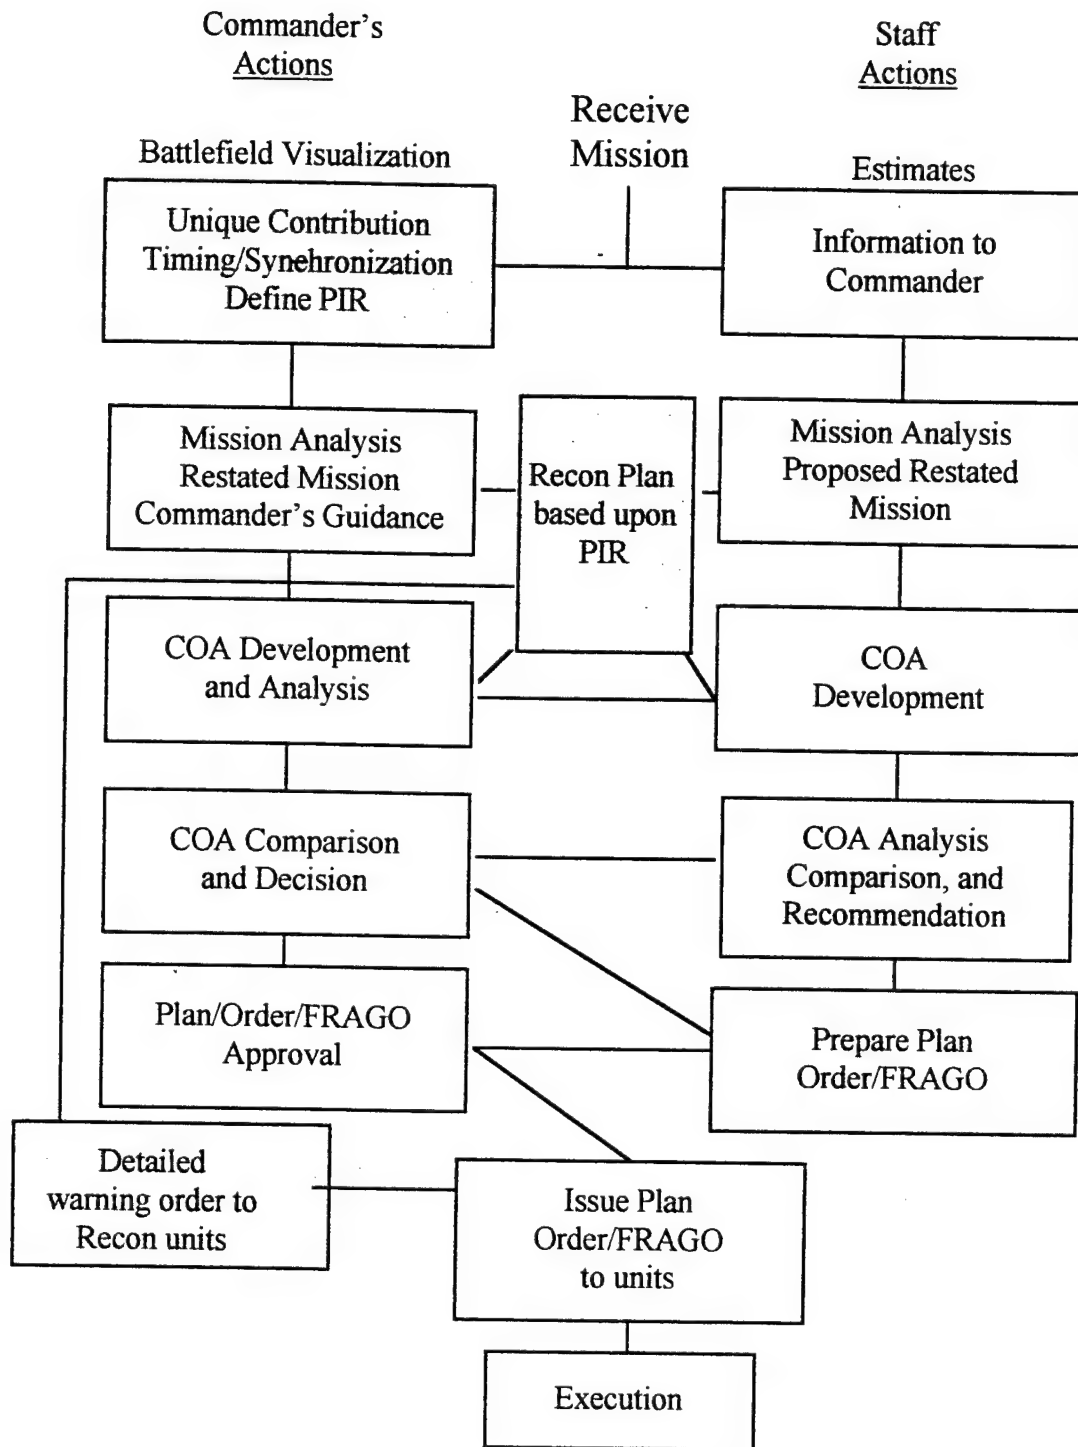 Commander's
Actions
Staff
Actions
Receive
Mission
Battlefield Visualization
Estimates
Unique Contribution
Timing/Synehronization
Define PIR
Information to
Commander
Mission Analysis
Restated Mission
Commander's Guidance
Recon Plan
based upon
PIR
Mission Analysis
Proposed Restated
Mission
COA Development
and Analysis
COA
Development
COA Comparison
and Decision
COA Analysis
Comparison, and
Recommendation
Plan/Order/FRAGO
Approval
Prepare Plan
Order/FRAGO
Detailed
warning order to
Recon units
Issue Plan
Order/FRAGO
to units
Execution